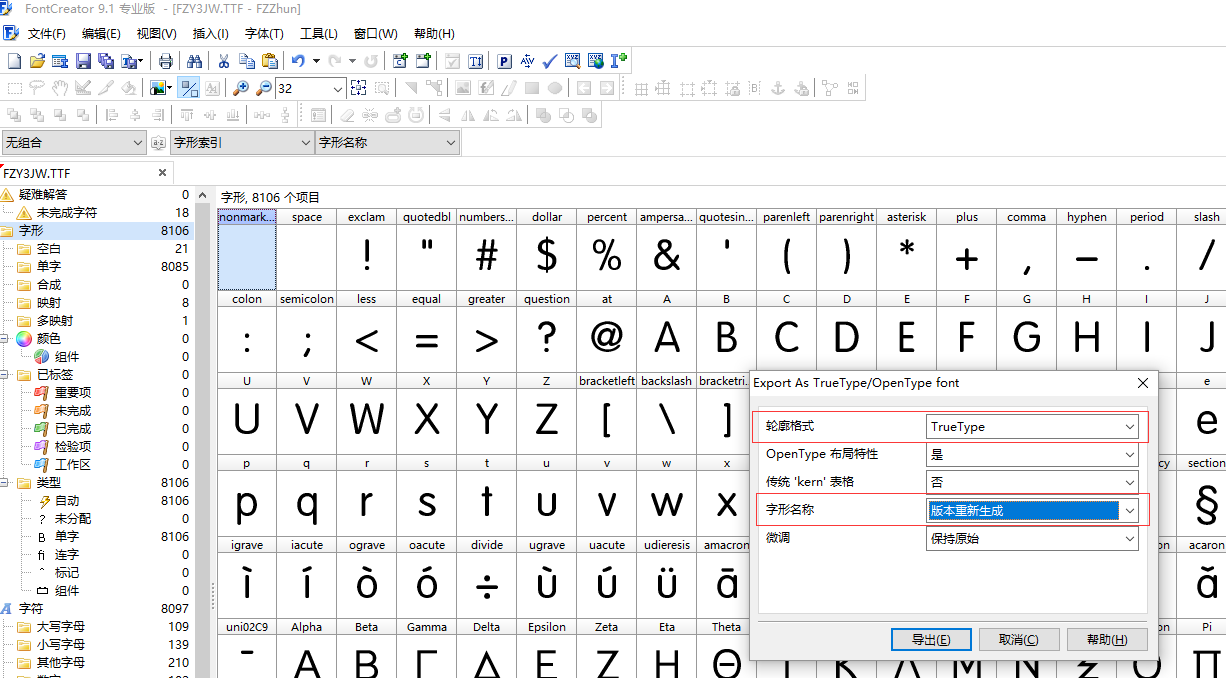 FontCreator 9.1 专业版 - [FZY3JW.TTF - FZZhun]
文件(F) 编辑(E) 视图(V) 插入(I) 字体(T) 工具(L) 窗口(W) 帮助(H)
32
无组合 字形索引 字形名称
FZY3JW.TTF
疑难解答 0
未完成字符 18
字形 8106
空白 21
单字 8085
合成 0
映射 8
多映射 1
颜色 0
组件 0
已标签 0
重要项 0
未完成 0
已完成 0
检验项 0
工作区 0
类型 8106
自动 8106
未分配 0
单字 8106
连字 0
标记 0
组件 0
字符 8097
大写字母 109
小写字母 139
其他字母 210
字形, 8106 个项目
nonmark... space exclam quotedbl numbers... dollar percent ampersa... quotesin... parenleft parenright asterisk plus comma hyphen period slash
! " # $ % & ' ( ) * + , - . /
colon semicolon less equal greater question at A B C D E F G H I J
: ; < = > ? @ A B C D E F G H I J
U V W X Y Z bracketleft backslash bracketri... e
U V W X Y Z [ \ ] e
p q r s t u v w x cy section
p q r s t u v w x §
igrave iacute ograve oacute divide ugrave uacute udieresis amacron on acaron
ì í ò ó ÷ ù ú ü ā ǎ
uni02C9 Alpha Beta Gamma Delta Epsilon Zeta Eta Theta on Pi
ˉ Α Β Γ Δ Ε Ζ Η Θ Ι Κ Λ Μ Ν Ξ Ο Π
Export As TrueType/OpenType font
轮廓格式 TrueType
OpenType 布局特性 是
传统 'kern' 表格 否
字形名称 版本重新生成
微调 保持原始
导出(E) 取消(C) 帮助(H)